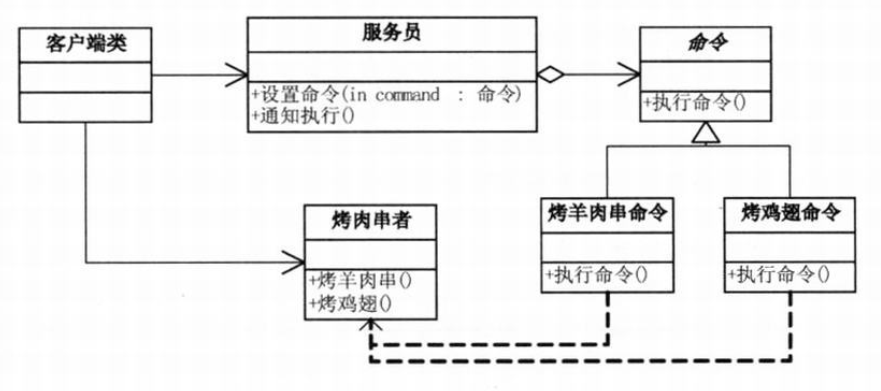 客户端类
服务员
+设置命令(in command : 命令)
+通知执行()
命令
+执行命令()
烤肉串者
+烤羊肉串()
+烤鸡翅()
烤羊肉串命令
+执行命令()
烤鸡翅命令
+执行命令()